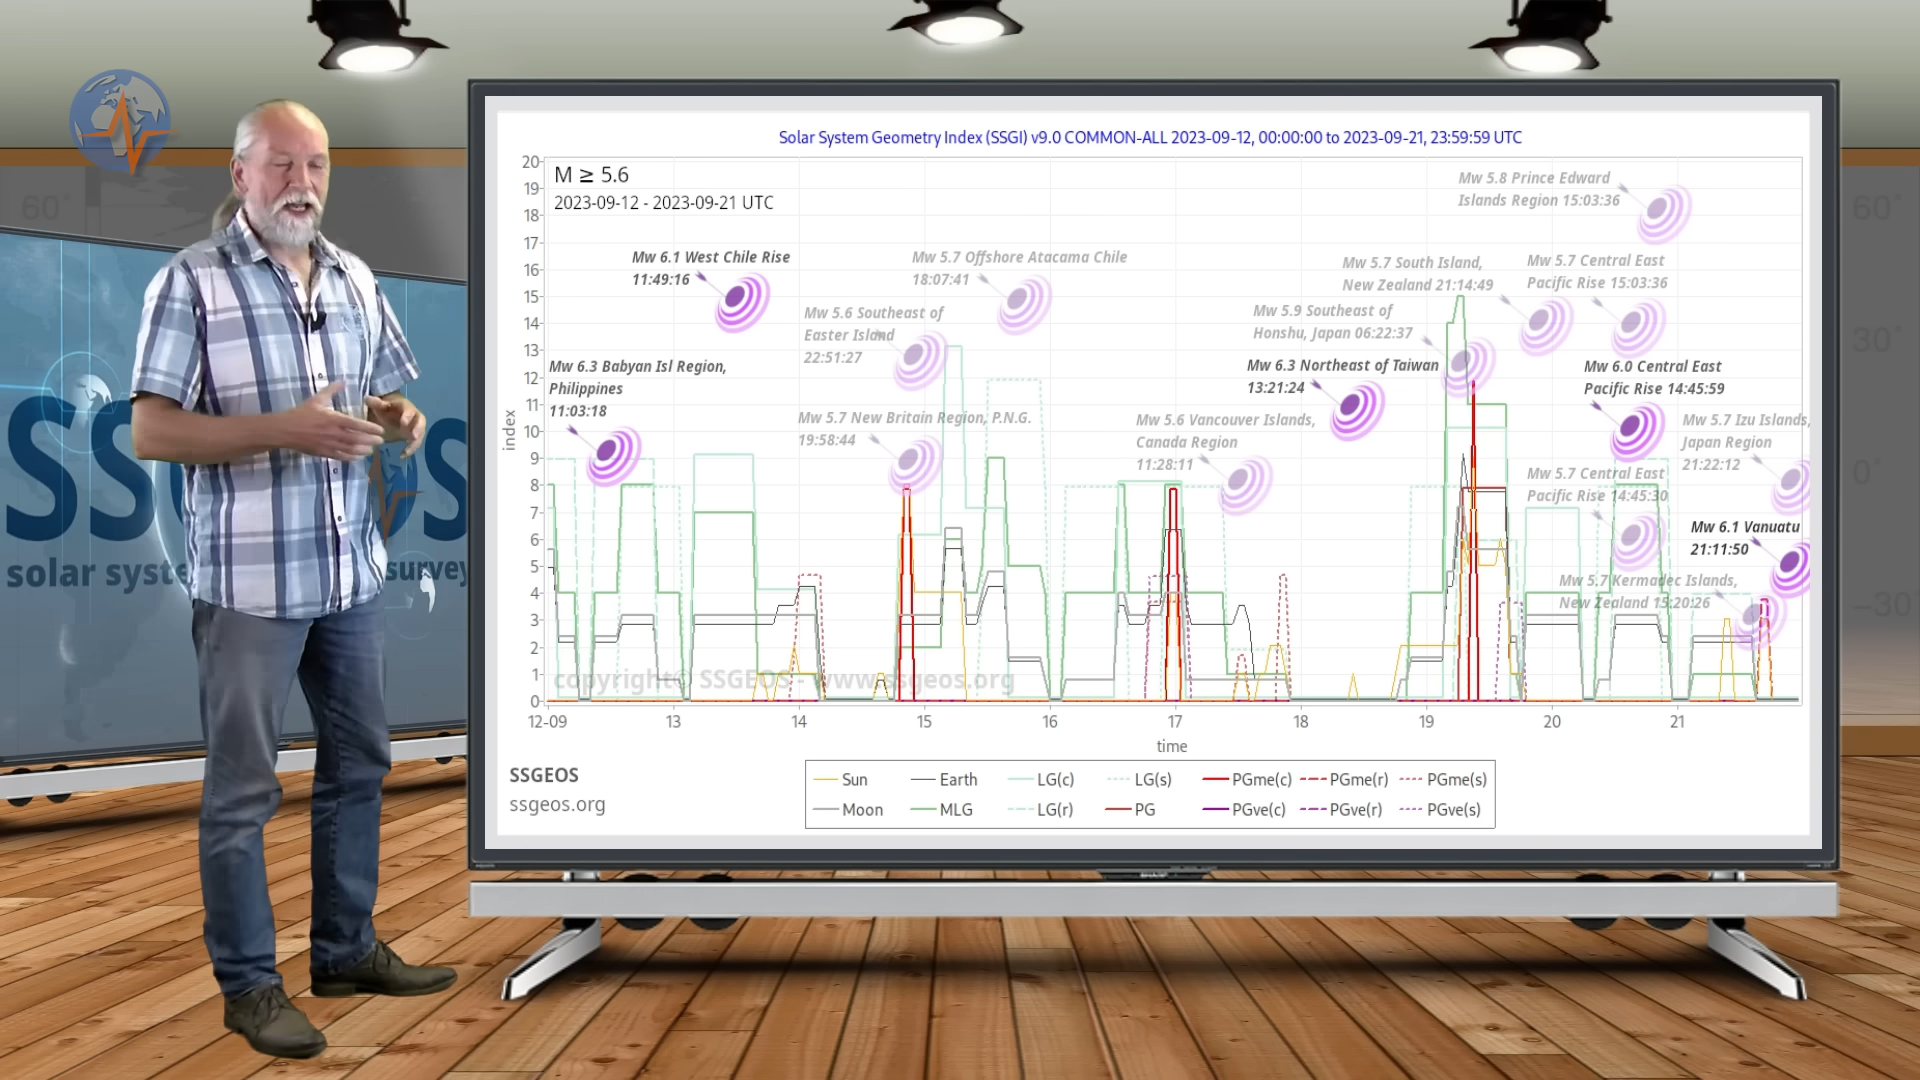 Solar System Geometry Index (SSGI) v9.0 COMMON-ALL 2023-09-12, 00:00:00 to 2023-09-21, 23:59:59 UTC
M ≥ 5.6
2023-09-12 - 2023-09-21 UTC
Mw 5.8 Prince Edward
Islands Region 15:03:36
Mw 6.1 West Chile Rise
11:49:16
Mw 5.7 Offshore Atacama Chile
18:07:41
Mw 5.7 South Island,
New Zealand 21:14:49
Mw 5.7 Central East
Pacific Rise 15:03:36
Mw 5.6 Southeast of
Easter Island
22:51:27
Mw 5.9 Southeast of
Honshu, Japan 06:22:37
Mw 6.3 Babyan Isl Region,
Philippines
11:03:18
Mw 6.3 Northeast of Taiwan
13:21:24
Mw 6.0 Central East
Pacific Rise 14:45:59
Mw 5.7 New Britain Region, P.N.G.
19:58:44
Mw 5.6 Vancouver Islands,
Canada Region
11:28:11
Mw 5.7 Izu Islands,
Japan Region
21:22:12
Mw 5.7 Central East
Pacific Rise 14:45:30
Mw 6.1 Vanuatu
21:11:50
Mw 5.7 Kermadec Islands,
New Zealand 15:20:26
copyright© SSGEOS - www.ssgeos.org
20
19
18
17
16
15
14
13
12
11
10
9
8
7
6
5
4
3
2
1
0
index
12-09 13 14 15 16 17 18 19 20 21
time
SSGEOS
ssgeos.org
Sun Earth LG(c) LG(s) PGme(c) PGme(r) PGme(s)
Moon MLG LG(r) PG PGve(c) PGve(r) PGve(s)
60°
60°
30°
0°
−30°
survey